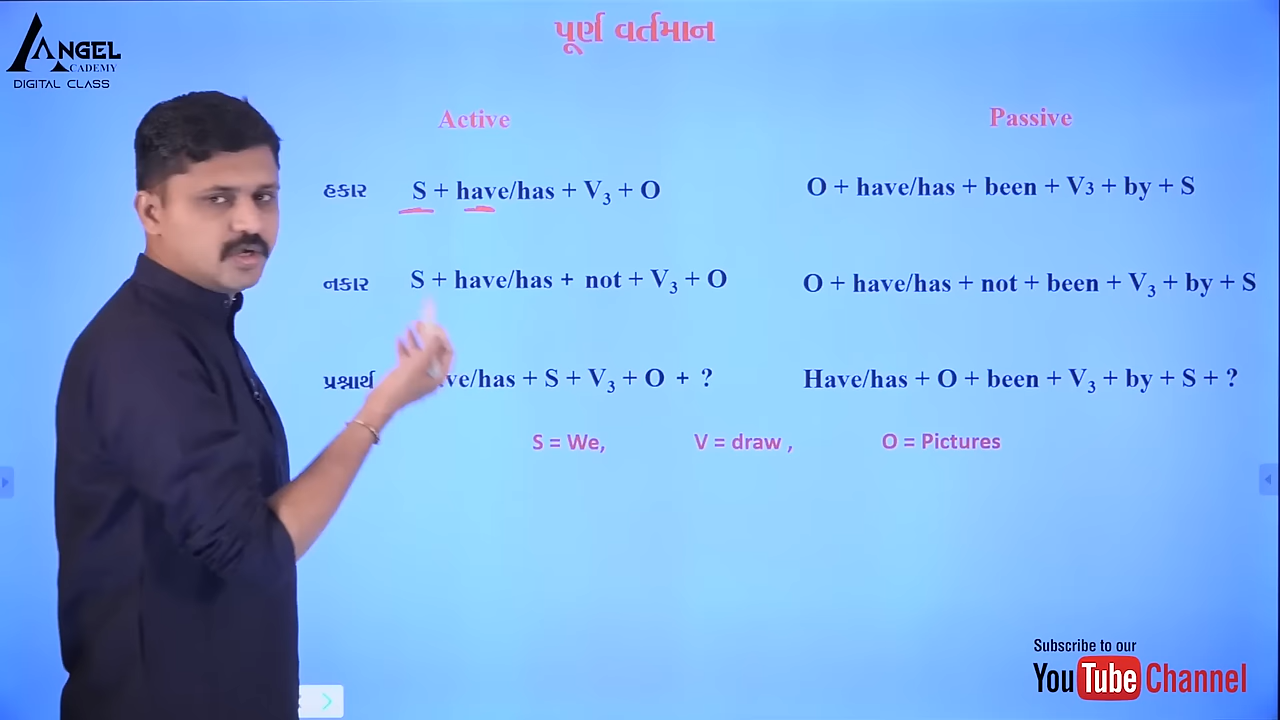 પૂર્ણ વર્તમાન
ANGEL
ACADEMY
DIGITAL CLASS
Active
Passive
હકાર S + have/has + V3 + O
O + have/has + been + V3 + by + S
નકાર S + have/has + not + V3 + O
O + have/has + not + been + V3 + by + S
પ્રશ્નાર્થ ve/has + S + V3 + O + ?
Have/has + O + been + V3 + by + S + ?
S = We, V = draw , O = Pictures
Subscribe to our
YouTube Channel